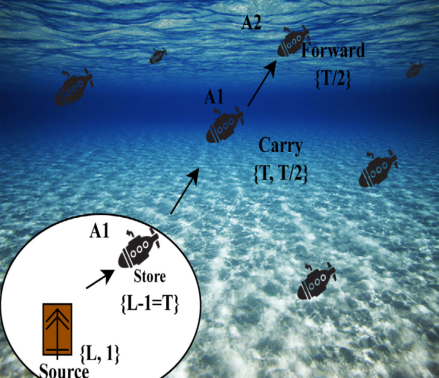 A2
Forward
{T/2}
A1
Carry
{T, T/2}
A1
Store
{L-1=T}
{L, 1}
Source